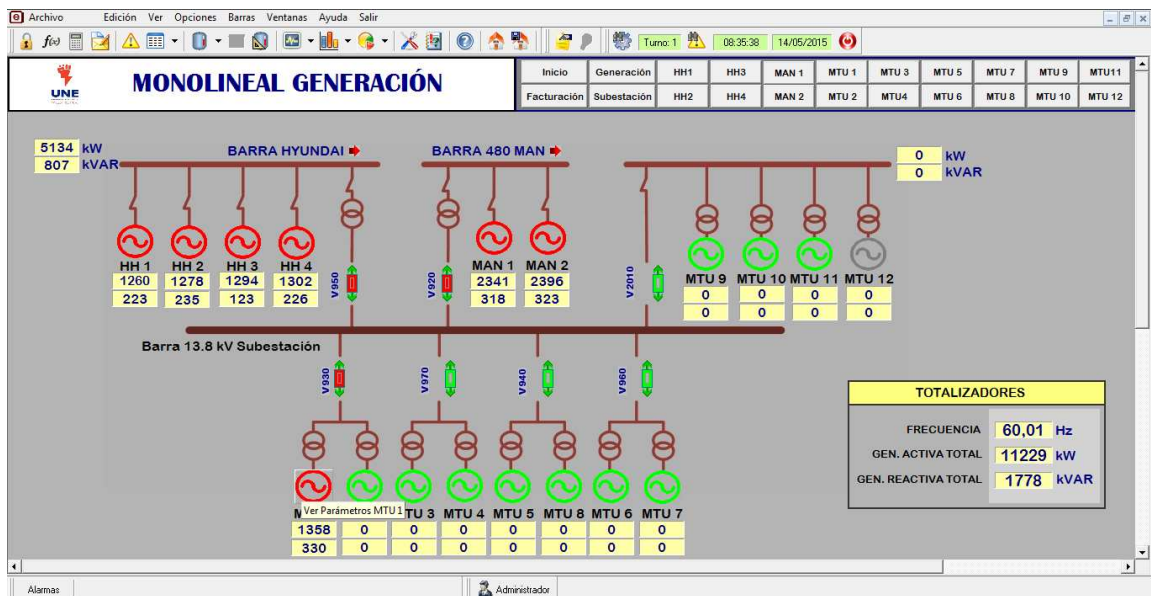 Archivo Edición Ver Opciones Barras Ventanas Ayuda Salir
f(x) Turno: 1 08:35:38 14/05/2015
UNE
MONOLINEAL GENERACIÓN
Inicio Generación HH1 HH3 MAN 1 MTU 1 MTU 3 MTU 5 MTU 7 MTU 9 MTU11
Facturación Subestación HH2 HH4 MAN 2 MTU 2 MTU4 MTU 6 MTU 8 MTU 10 MTU 12
5134 kW
807 kVAR
BARRA HYUNDAI
BARRA 480 MAN
0 kW
0 kVAR
HH 1 HH 2 HH 3 HH 4
1260 1278 1294 1302
223 235 123 226
V950
V920
MAN 1 MAN 2
2341 2396
318 323
V2010
MTU 9 MTU 10 MTU 11 MTU 12
0 0 0 0
0 0 0 0
Barra 13.8 kV Subestación
V930 V970 V940 V960
TOTALIZADORES
FRECUENCIA 60,01 Hz
GEN. ACTIVA TOTAL 11229 kW
GEN. REACTIVA TOTAL 1778 kVAR
Ver Parámetros MTU 1
MTU 4 MTU 5 MTU 8 MTU 6 MTU 7
1358 0 0 0 0 0 0 0
330 0 0 0 0 0 0 0
Alarmas Administrador